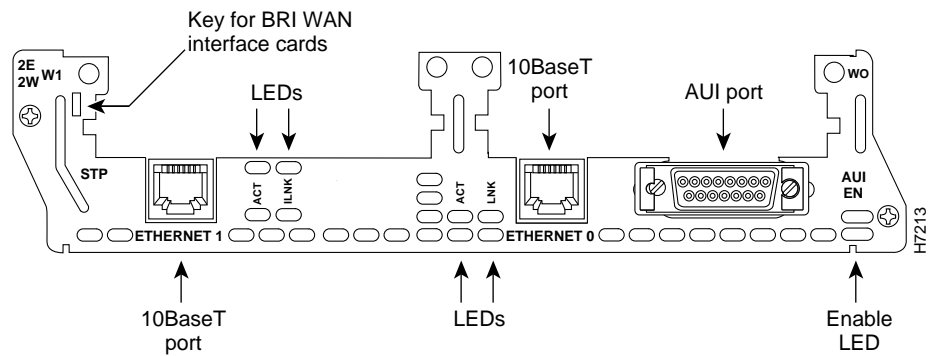 Key for BRI WAN
interface cards
2E
2W W1
LEDs
10BaseT
port
AUI port
WO
STP
ACT
ILNK
ACT
LNK
AUI
EN
ETHERNET 1
ETHERNET 0
H7213
10BaseT
port
LEDs
Enable
LED